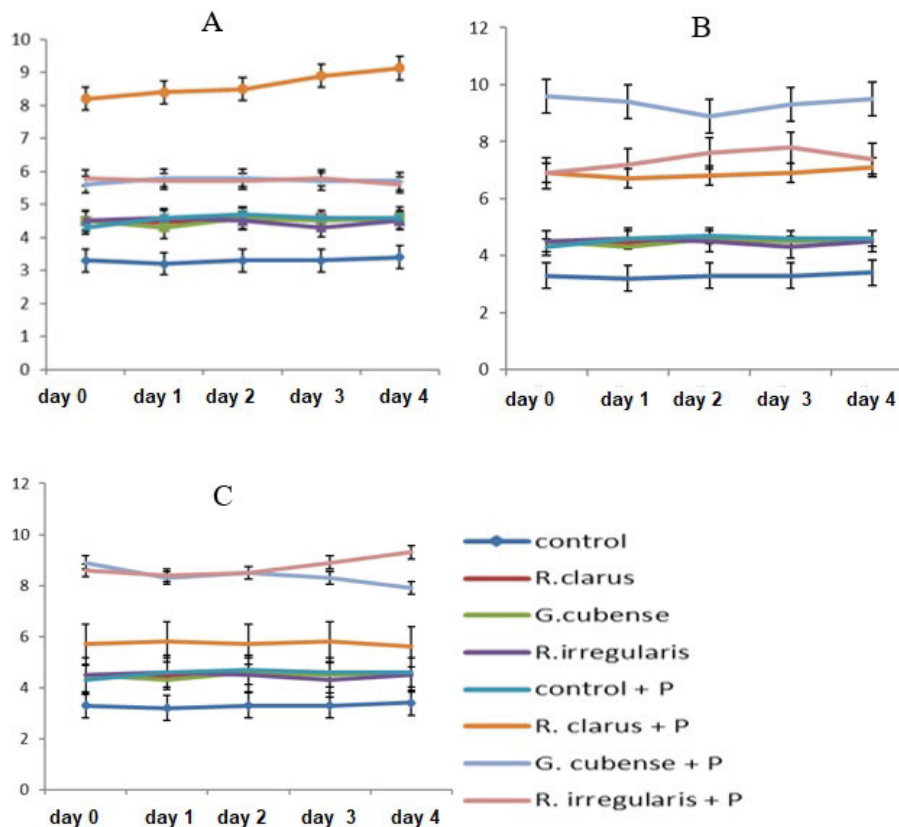 A
10
9
8
7
6
5
4
3
2
1
0
day 0 day 1 day 2 day 3 day 4
B
12
10
8
6
4
2
0
day 0 day 1 day 2 day 3 day 4
C
12
10
8
6
4
2
0
day 0 day 1 day 2 day 3 day 4
control
R.clarus
G.cubense
R.irregularis
control + P
R. clarus + P
G. cubense + P
R. irregularis + P